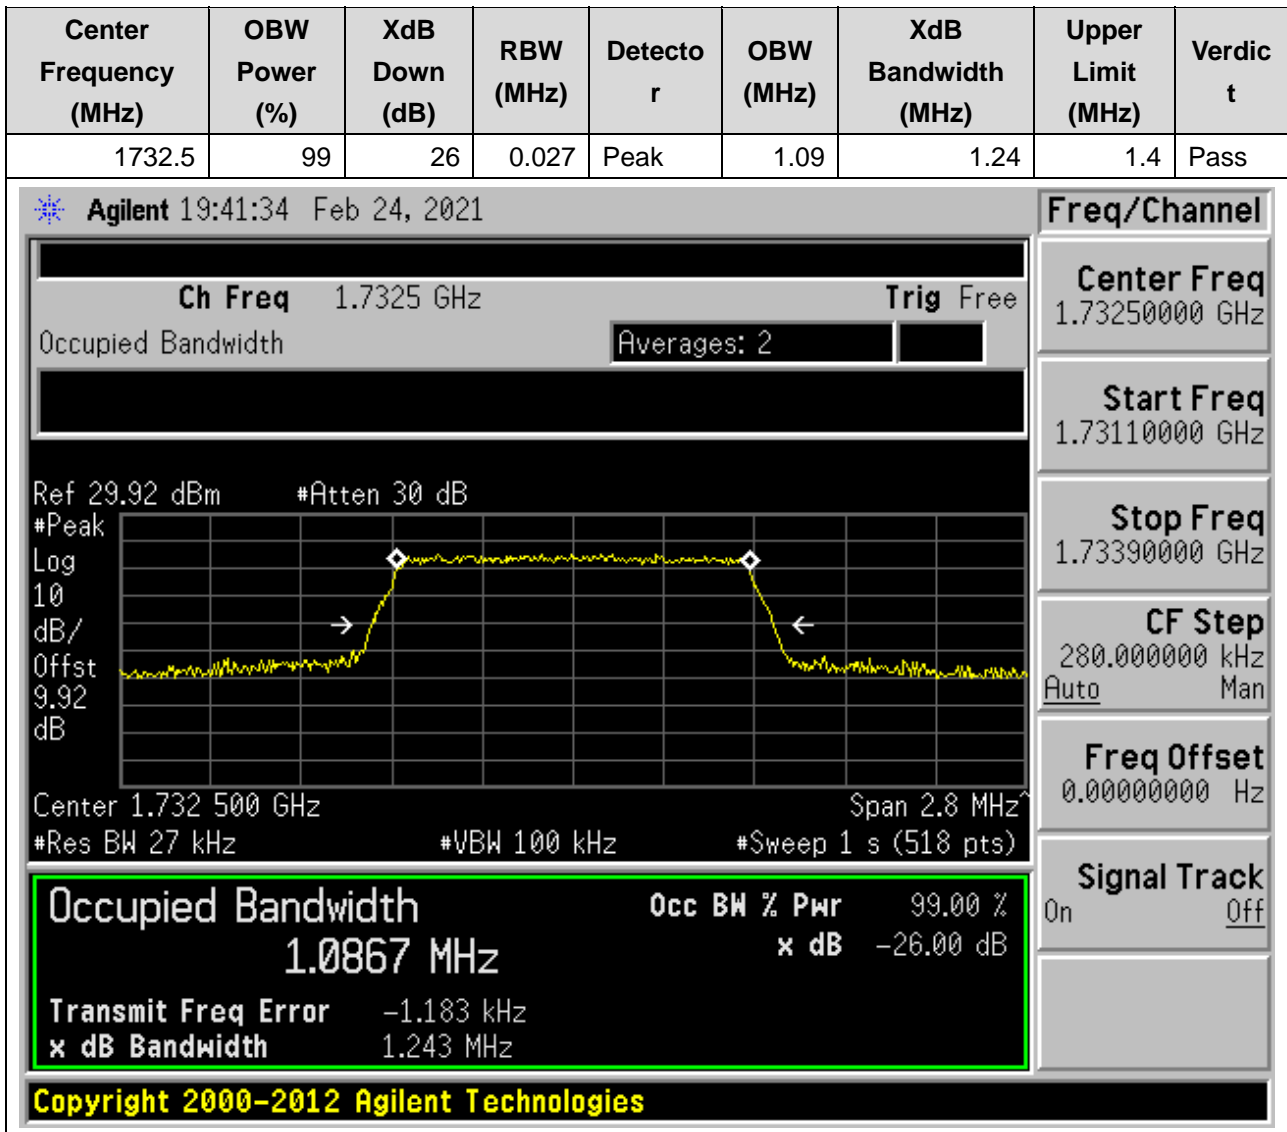 Center Frequency (MHz) OBW Power (%) XdB Down (dB) RBW (MHz) Detecto r OBW (MHz) XdB Bandwidth (MHz) Upper Limit (MHz) Verdic t
1732.5 99 26 0.027 Peak 1.09 1.24 1.4 Pass
Agilent 19:41:34 Feb 24, 2021
Freq/Channel
Ch Freq 1.7325 GHz Trig Free
Occupied Bandwidth Averages: 2
Ref 29.92 dBm #Atten 30 dB
#Peak
Log
10
dB/
Offst
9.92
dB
Center 1.732 500 GHz Span 2.8 MHz^
#Res BW 27 kHz #VBW 100 kHz #Sweep 1 s (518 pts)
Occupied Bandwidth Occ BW % Pwr 99.00 %
1.0867 MHz x dB -26.00 dB
Transmit Freq Error -1.183 kHz
x dB Bandwidth 1.243 MHz
Center Freq
1.73250000 GHz
Start Freq
1.73110000 GHz
Stop Freq
1.73390000 GHz
CF Step
280.000000 kHz
Auto Man
Freq Offset
0.00000000 Hz
Signal Track
On Off
Copyright 2000-2012 Agilent Technologies